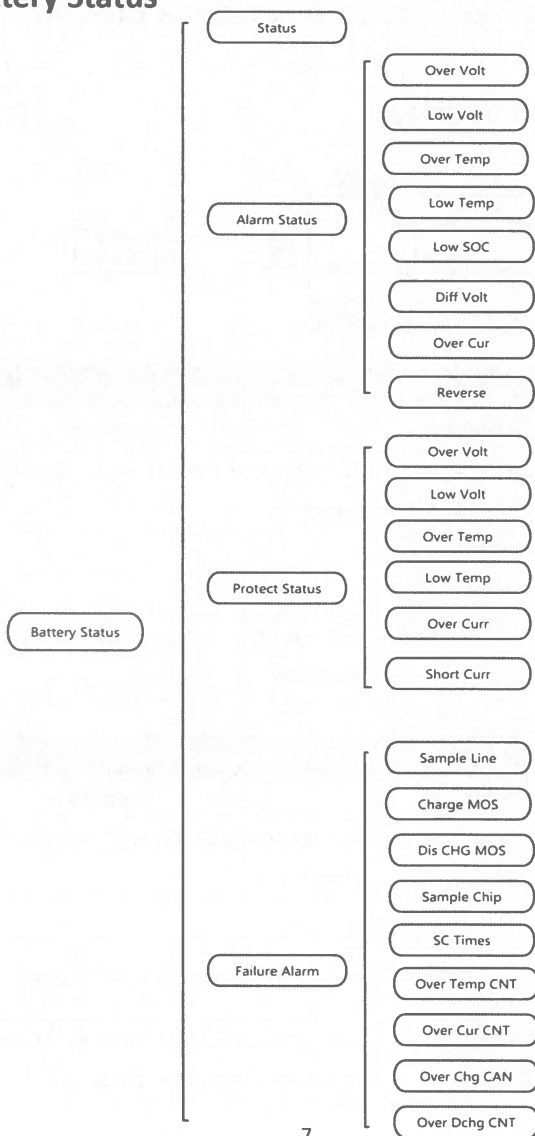 tery Status
Status
Over Volt
Low Volt
Over Temp
Low Temp
Alarm Status
Low SOC
Diff Volt
Over Cur
Reverse
Over Volt
Low Volt
Over Temp
Low Temp
Protect Status
Over Curr
Battery Status
Short Curr
Sample Line
Charge MOS
Dis CHG MOS
Sample Chip
SC Times
Failure Alarm
Over Temp CNT
Over Cur CNT
Over Chg CAN
Over Dchg CNT
7